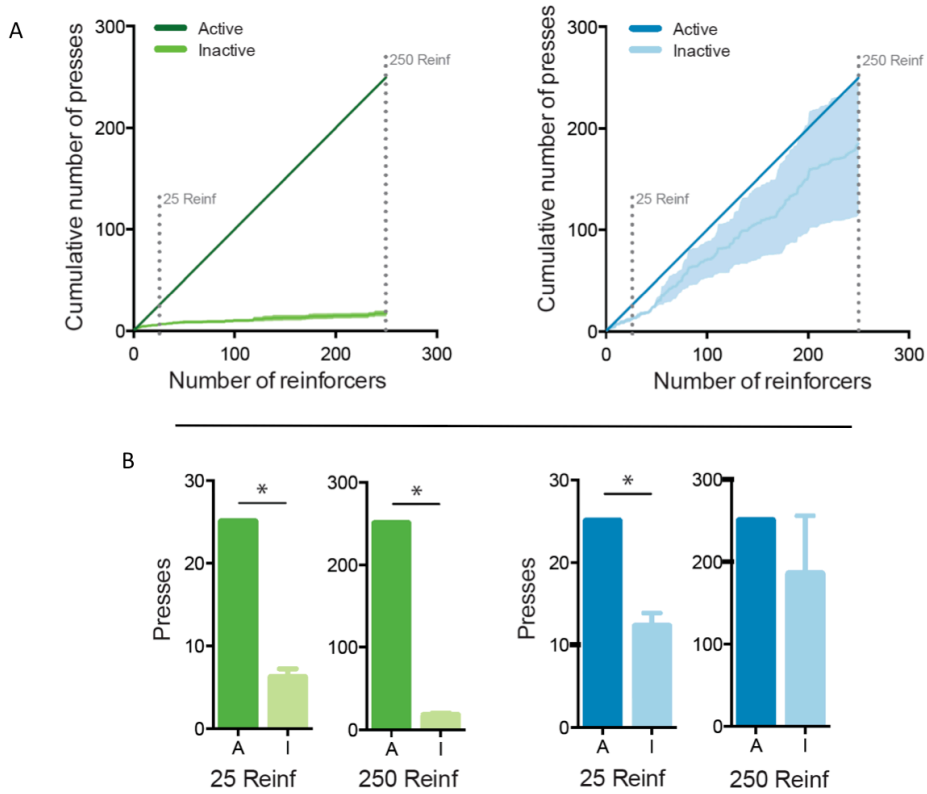 A
Cumulative number of presses
300
200
100
0
Active
Inactive
25 Reinf
250 Reinf
0
100
200
300
Number of reinforcers
Cumulative number of presses
300
200
100
0
Active
Inactive
25 Reinf
250 Reinf
0
100
200
300
Number of reinforcers
B
Presses
30
20
10
0
*
A
I
25 Reinf
300
200
100
0
*
A
I
250 Reinf
Presses
30
20
10
0
*
A
I
25 Reinf
300
200
100
0
A
I
250 Reinf